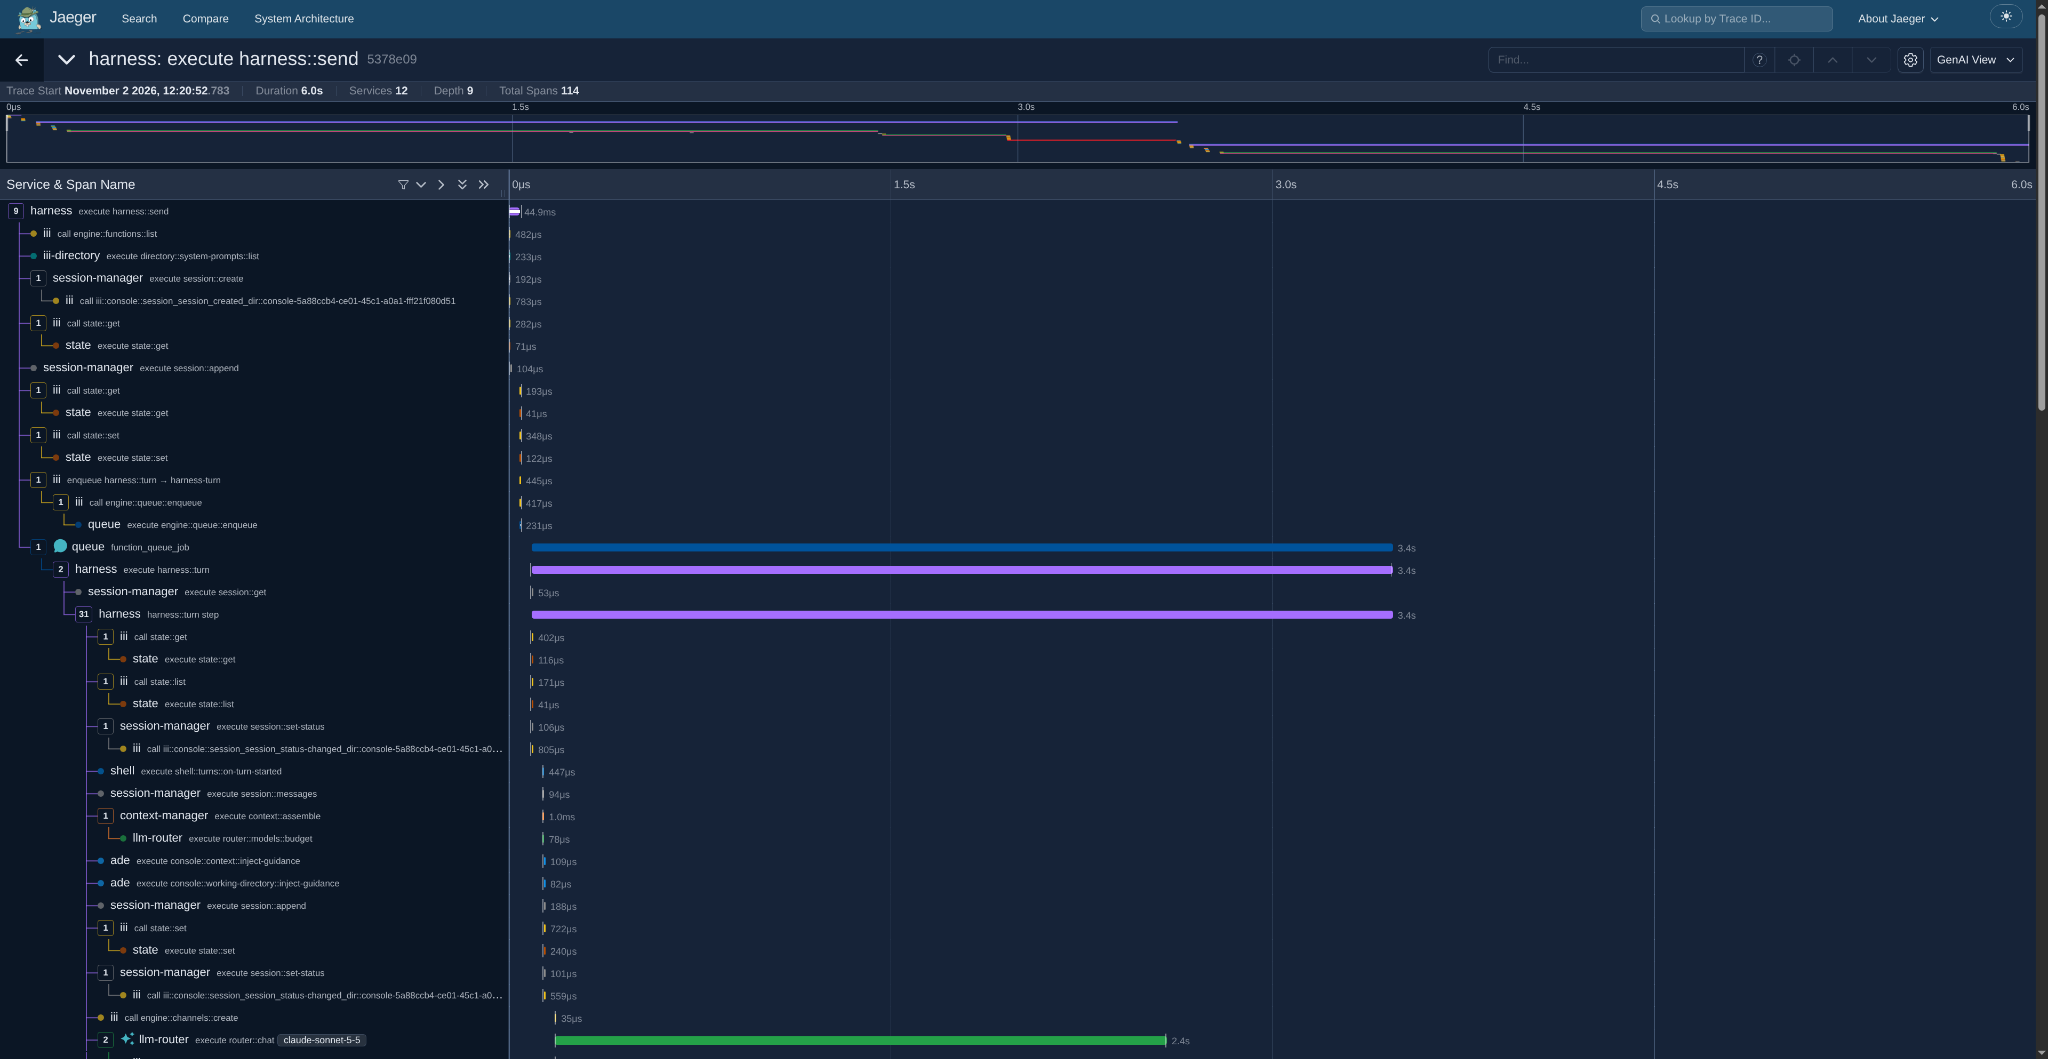 Jaeger Search Compare System Architecture Lookup by Trace ID... About Jaeger
harness: execute harness::send 5378e09 Find... ? GenAI View
Trace Start November 2 2026, 12:20:52.783 Duration 6.0s Services 12 Depth 9 Total Spans 114
0μs 1.5s 3.0s 4.5s 6.0s
Service & Span Name 0μs 1.5s 3.0s 4.5s 6.0s
9 harness execute harness::send 44.9ms
iii call engine::functions::list 482μs
iii-directory execute directory::system-prompts::list 233μs
1 session-manager execute session::create 192μs
iii call iii::console::session_session_created_dir::console-5a88ccb4-ce01-45c1-a0a1-fff21f080d51 783μs
1 iii call state::get 282μs
state execute state::get 71μs
session-manager execute session::append 104μs
1 iii call state::get 193μs
state execute state::get 41μs
1 iii call state::set 348μs
state execute state::set 122μs
1 iii enqueue harness::turn → harness-turn 445μs
1 iii call engine::queue::enqueue 417μs
queue execute engine::queue::enqueue 231μs
1 queue function_queue_job 3.4s
2 harness execute harness::turn 3.4s
session-manager execute session::get 53μs
31 harness harness::turn step 3.4s
1 iii call state::get 402μs
state execute state::get 116μs
1 iii call state::list 171μs
state execute state::list 41μs
1 session-manager execute session::set-status 106μs
iii call iii::console::session_session_status-changed_dir::console-5a88ccb4-ce01-45c1-a0... 805μs
shell execute shell::turns::on-turn-started 447μs
session-manager execute session::messages 94μs
1 context-manager execute context::assemble 1.0ms
llm-router execute router::models::budget 78μs
ade execute console::context::inject-guidance 109μs
ade execute console::working-directory::inject-guidance 82μs
session-manager execute session::append 188μs
1 iii call state::set 722μs
state execute state::set 240μs
1 session-manager execute session::set-status 101μs
iii call iii::console::session_session_status-changed_dir::console-5a88ccb4-ce01-45c1-a0... 559μs
iii call engine::channels::create 35μs
2 llm-router execute router::chat claude-sonnet-5-5 2.4s